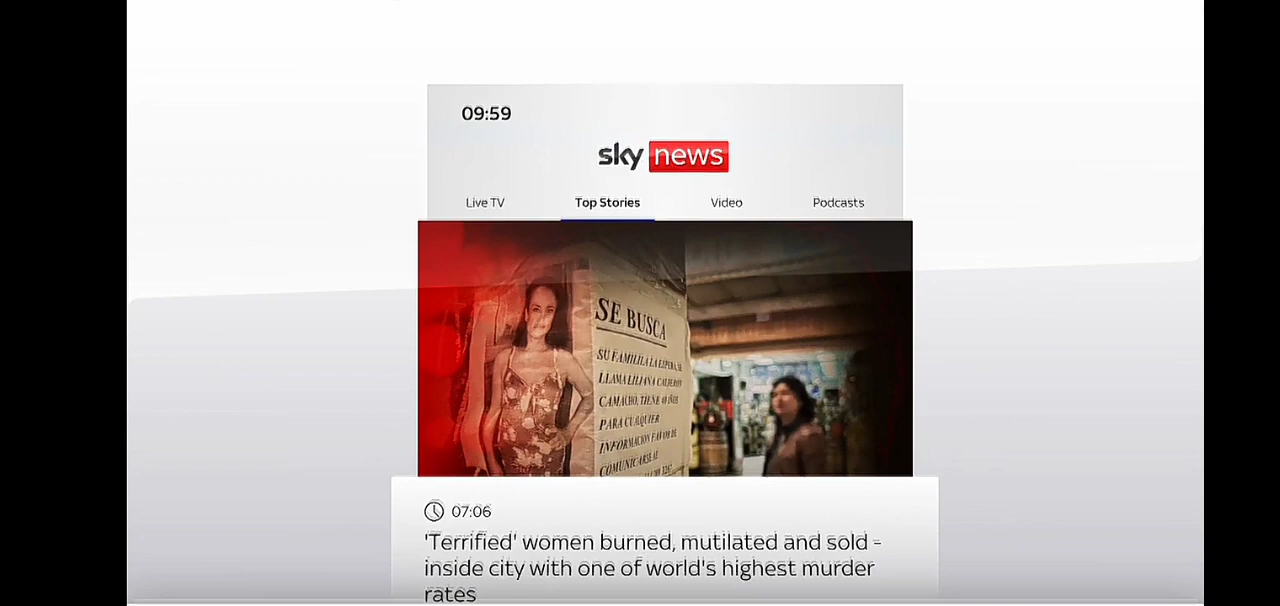 09:59
sky news
Live TV
Top Stories
Video
Podcasts
SE BUSCA
SU FAMILILA LA ESPERA, SE
LLAMA LILIANA CALDERON
CAMACHO, TIENE 40 AÑOS
PARA CUALQUIER
INFORMACION FAVOR DE
COMUNICARSE AL
07:06
'Terrified' women burned, mutilated and sold -
inside city with one of world's highest murder
rates